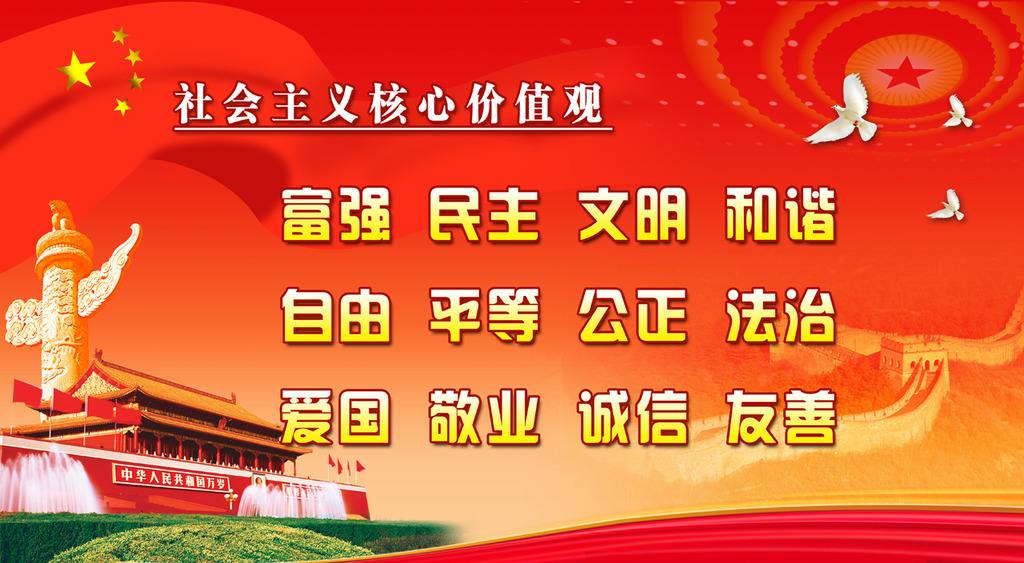 社会主义核心价值观
富强 民主 文明 和谐
自由 平等 公正 法治
爱国 敬业 诚信 友善
中华人民共和国万岁